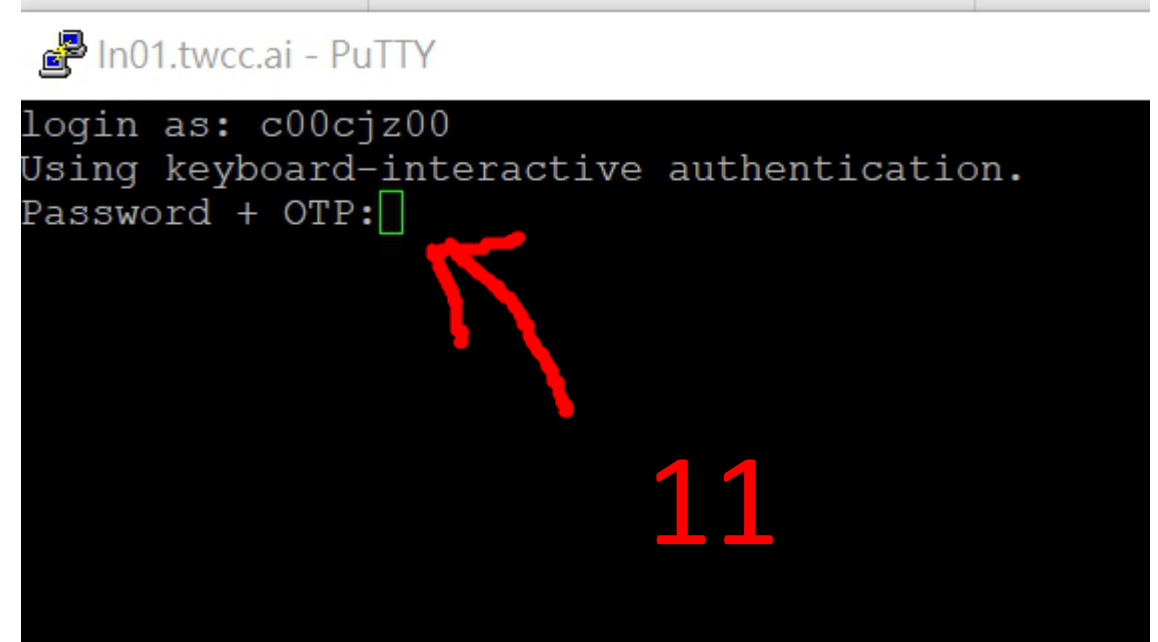 ln01.twcc.ai - PuTTY
login as: c00cjz00
Using keyboard-interactive authentication.
Password + OTP:
11